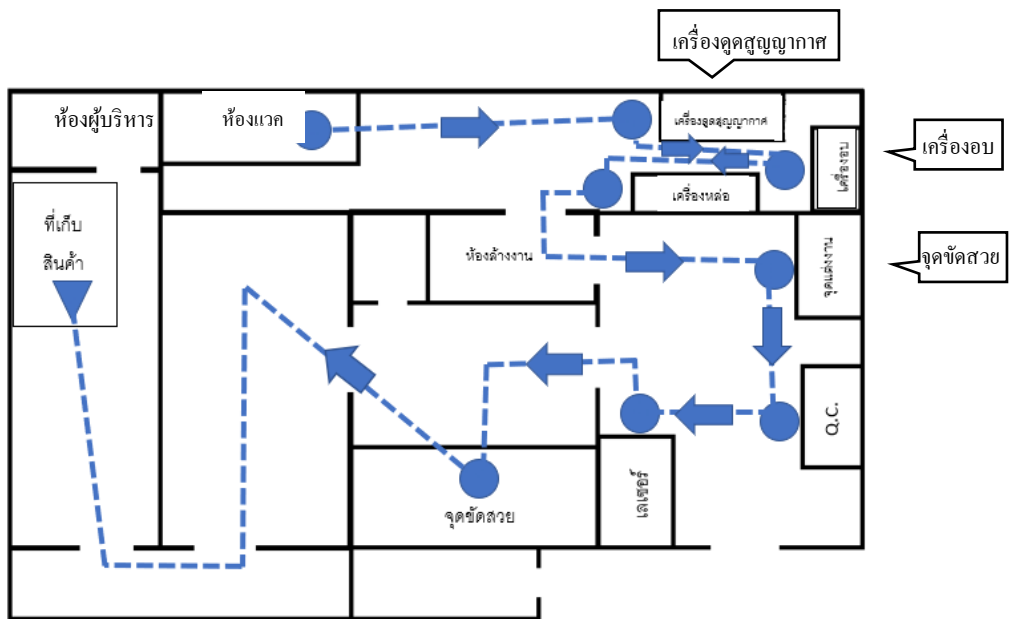 เครื่องดูดสูญญากาศ
ห้องผู้บริหาร
ห้องแวค
เครื่องดูดสุญญากาศ
เครื่องอบ
เครื่องอบ
เครื่องหล่อ
ที่เก็บ
สินค้า
ห้องล้างงาน
จุดแต่งงาน
จุดขัดสวย
Q.C.
เลเซอร์
จุดขัดสวย